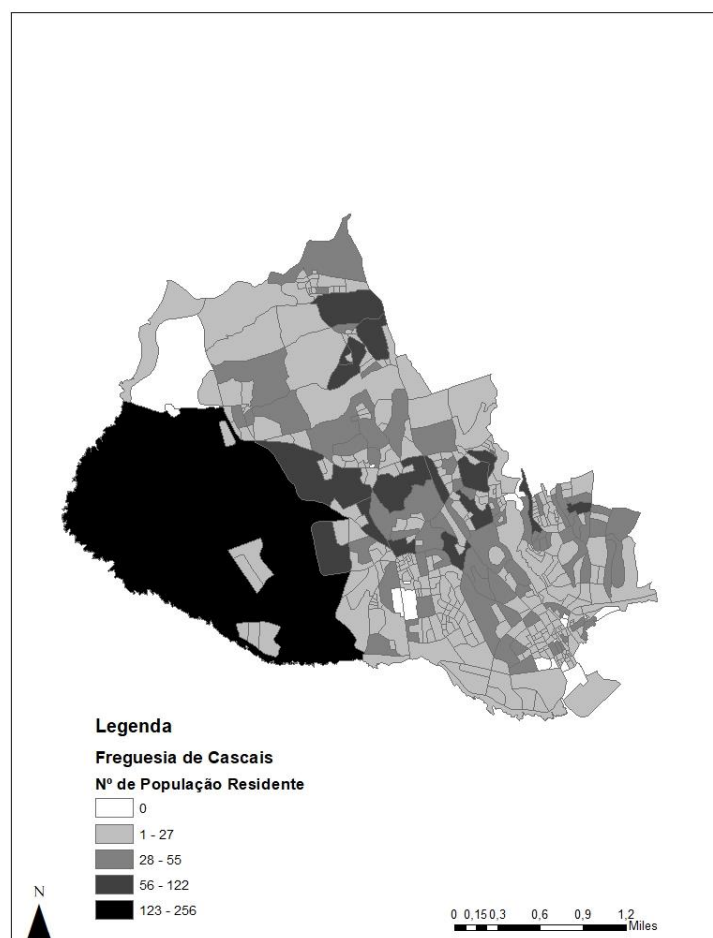 Legenda
Freguesia de Cascais
Nº de População Residente
0
1 - 27
28 - 55
56 - 122
123 - 256
N
0 0,15 0,3 0,6 0,9 1,2
Miles